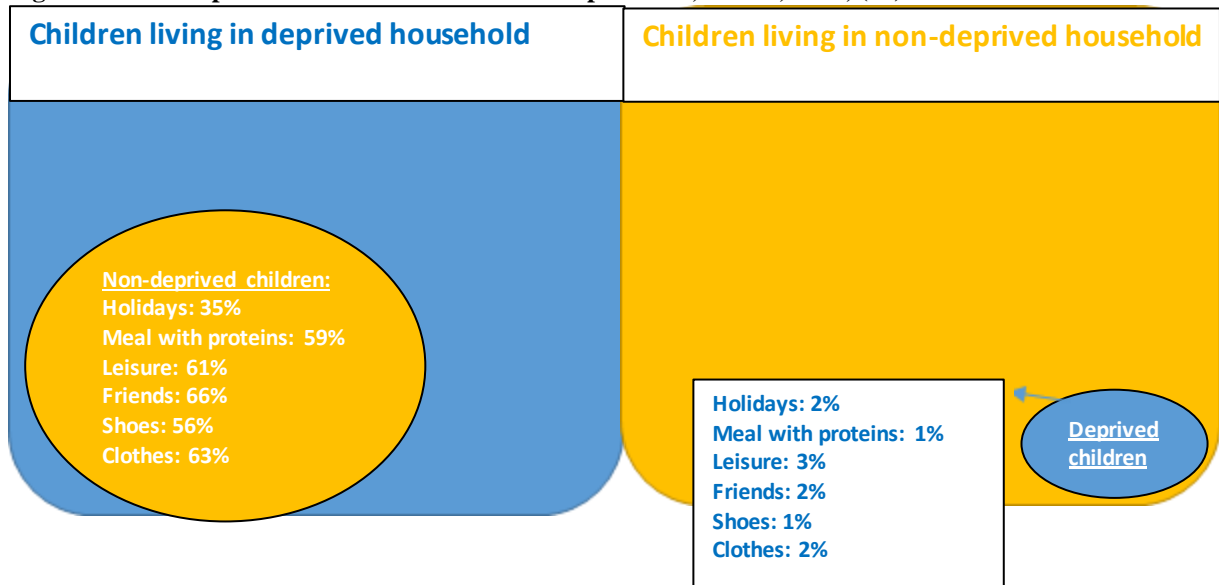 Children living in deprived household
Children living in non-deprived household
Non-deprived children:
Holidays: 35%
Meal with proteins: 59%
Leisure: 61%
Friends: 66%
Shoes: 56%
Clothes: 63%
Holidays: 2%
Meal with proteins: 1%
Leisure: 3%
Friends: 2%
Shoes: 1%
Clothes: 2%
Deprived
children